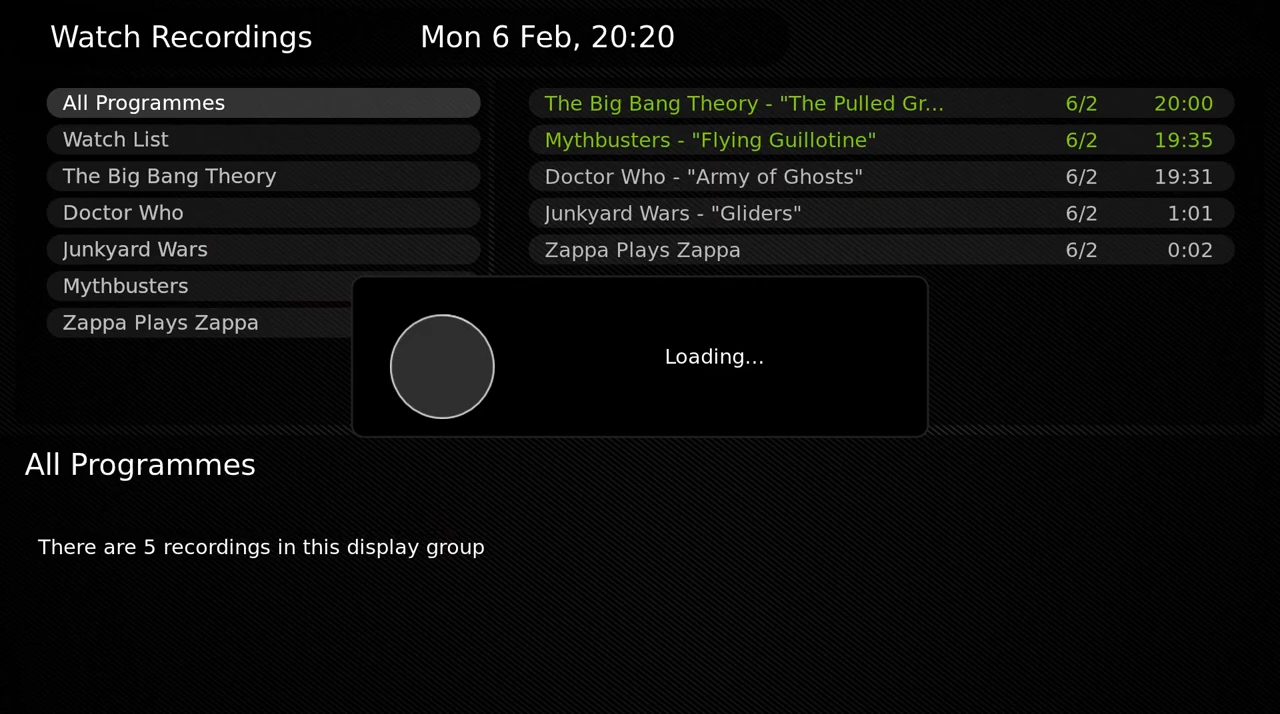 Watch Recordings Mon 6 Feb, 20:20
All Programmes
Watch List
The Big Bang Theory
Doctor Who
Junkyard Wars
Mythbusters
Zappa Plays Zappa
The Big Bang Theory - "The Pulled Gr... 6/2 20:00
Mythbusters - "Flying Guillotine" 6/2 19:35
Doctor Who - "Army of Ghosts" 6/2 19:31
Junkyard Wars - "Gliders" 6/2 1:01
Zappa Plays Zappa 6/2 0:02
Loading...
All Programmes
There are 5 recordings in this display group